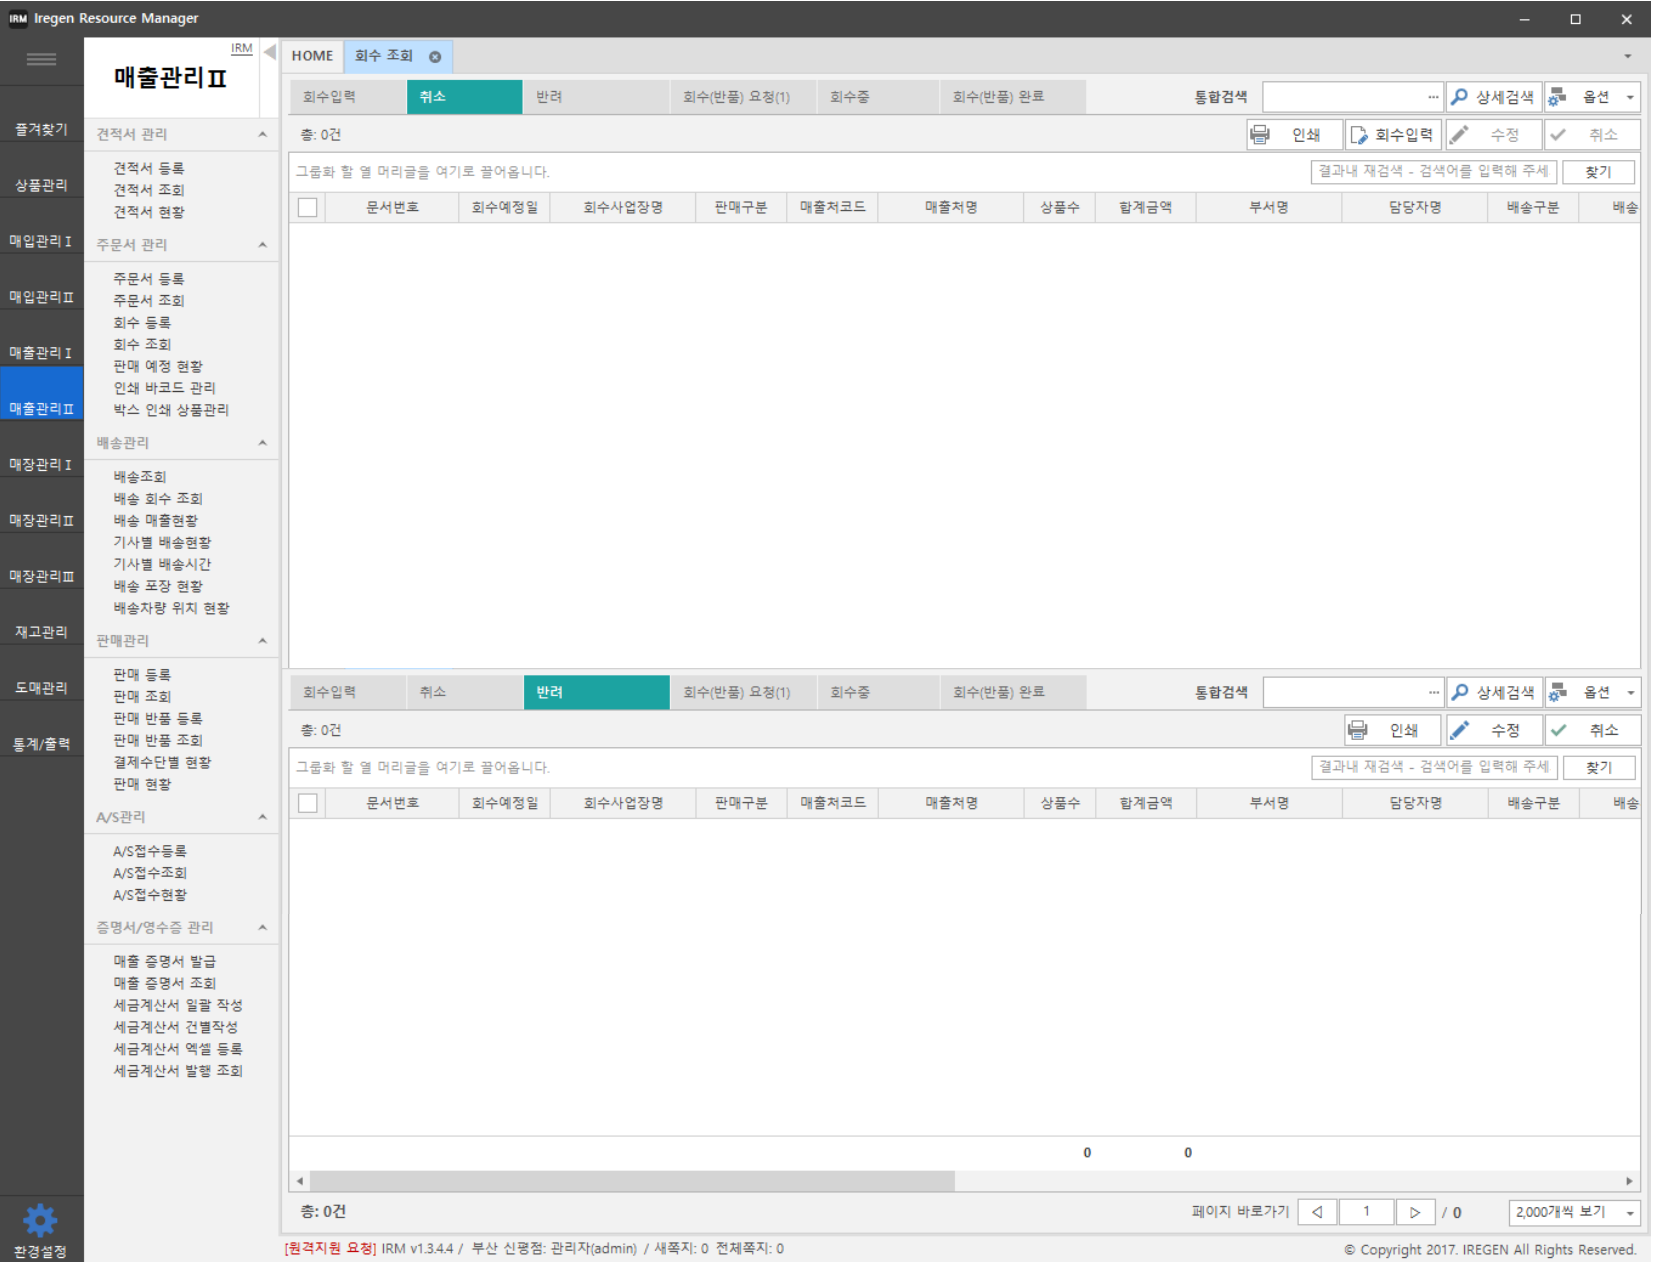 IRM Iregen Resource Manager
즐겨찾기
상품관리
매입관리Ⅰ
매입관리Ⅱ
매출관리Ⅰ
매출관리Ⅱ
매장관리Ⅰ
매장관리Ⅱ
매장관리Ⅲ
재고관리
도매관리
통계/출력
환경설정
IRM
매출관리Ⅱ
견적서 관리
견적서 등록
견적서 조회
견적서 현황
주문서 관리
주문서 등록
주문서 조회
회수 등록
회수 조회
판매 예정 현황
인쇄 바코드 관리
박스 인쇄 상품관리
배송관리
배송조회
배송 회수 조회
배송 매출현황
기사별 배송현황
기사별 배송시간
배송 포장 현황
배송차량 위치 현황
판매관리
판매 등록
판매 조회
판매 반품 등록
판매 반품 조회
결제수단별 현황
판매 현황
A/S관리
A/S접수등록
A/S접수조회
A/S접수현황
증명서/영수증 관리
매출 증명서 발급
매출 증명서 조회
세금계산서 일괄 작성
세금계산서 건별작성
세금계산서 엑셀 등록
세금계산서 발행 조회
HOME 회수 조회
회수입력 취소 반려 회수(반품) 요청(1) 회수중 회수(반품) 완료 통합검색 ... 상세검색 옵션
총: 0건 인쇄 회수입력 수정 취소
그룹화 할 열 머리글을 여기로 끌어옵니다. 결과내 재검색 - 검색어를 입력해 주세 찾기
문서번호 회수예정일 회수사업장명 판매구분 매출처코드 매출처명 상품수 합계금액 부서명 담당자명 배송구분 배송
회수입력 취소 반려 회수(반품) 요청(1) 회수중 회수(반품) 완료 통합검색 ... 상세검색 옵션
총: 0건 인쇄 수정 취소
그룹화 할 열 머리글을 여기로 끌어옵니다. 결과내 재검색 - 검색어를 입력해 주세 찾기
문서번호 회수예정일 회수사업장명 판매구분 매출처코드 매출처명 상품수 합계금액 부서명 담당자명 배송구분 배송
0 0
총: 0건 페이지 바로가기 1 / 0 2,000개씩 보기
[원격지원 요청] IRM v1.3.4.4 / 부산 신평점: 관리자(admin) / 새쪽지: 0 전체쪽지: 0 © Copyright 2017. IREGEN All Rights Reserved.